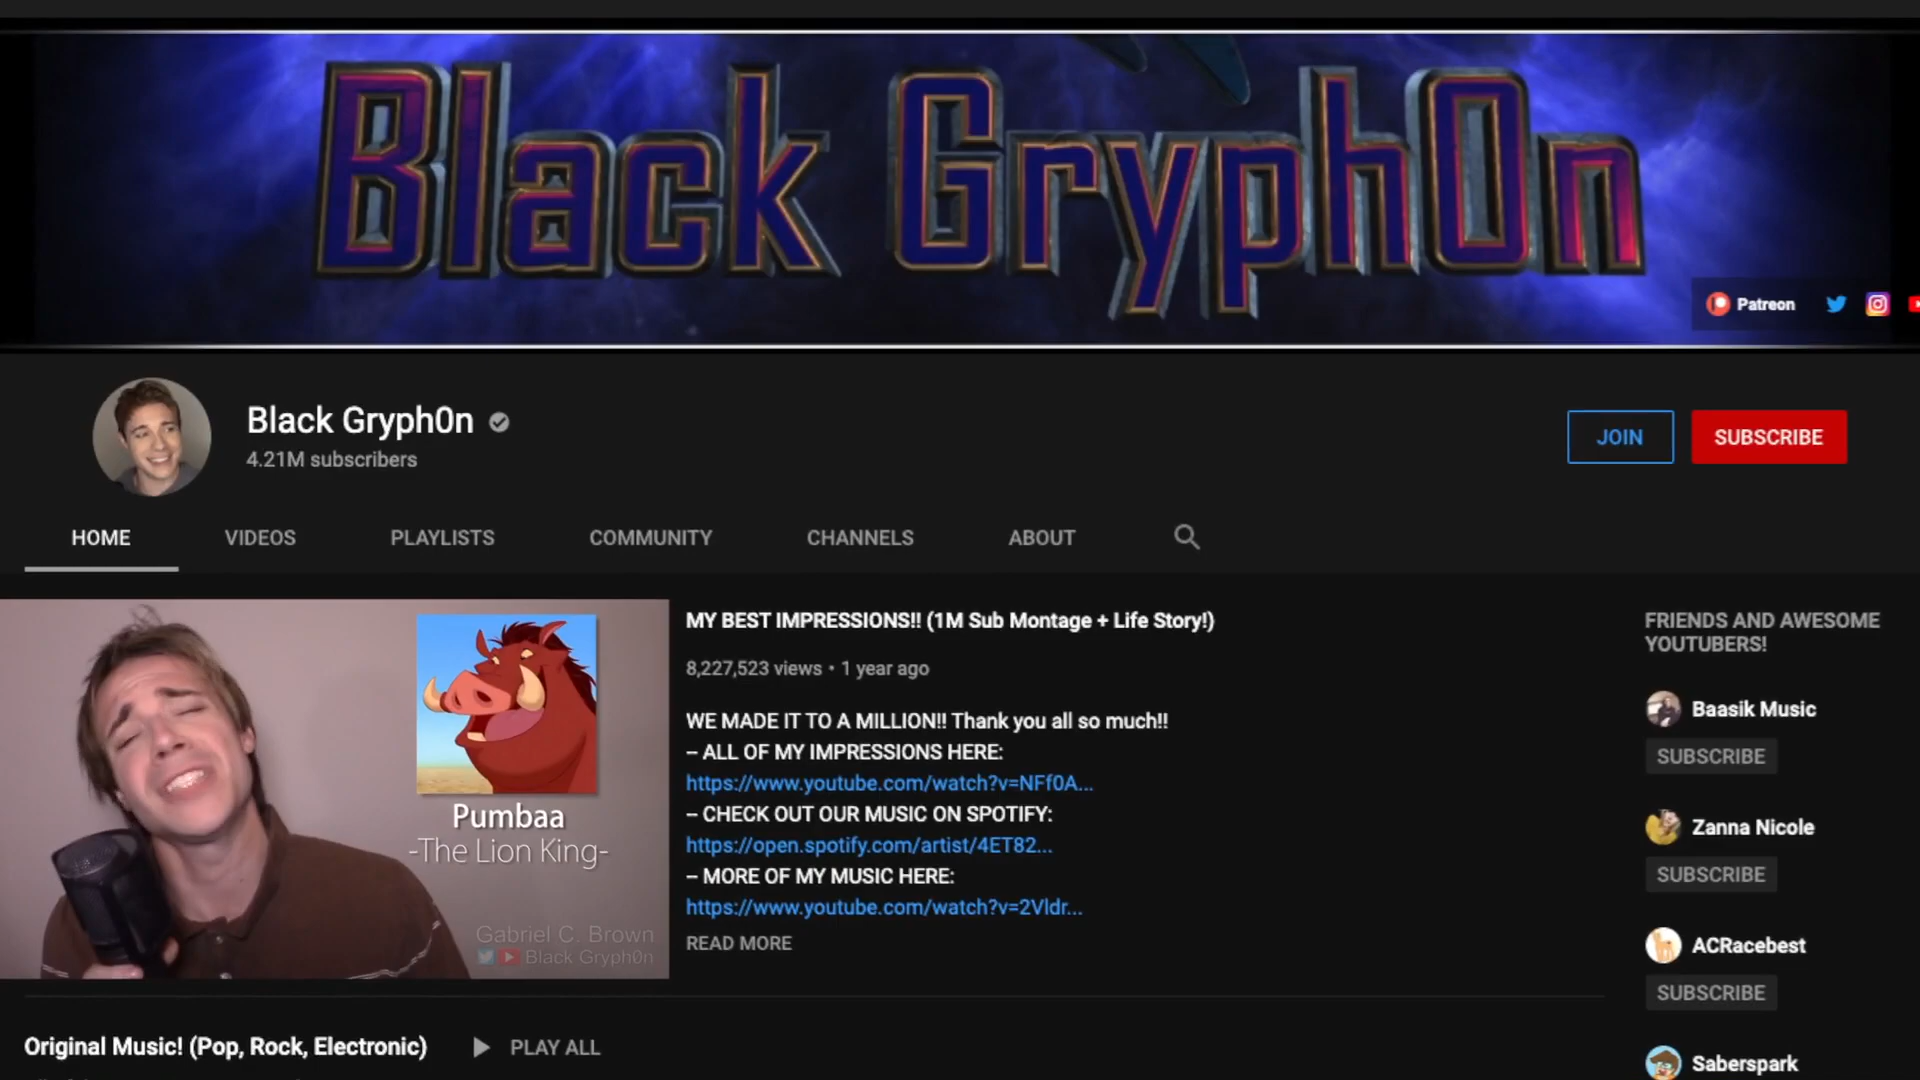 Black Gryph0n
Patreon
Black Gryph0n
4.21M subscribers
JOIN
SUBSCRIBE
HOME
VIDEOS
PLAYLISTS
COMMUNITY
CHANNELS
ABOUT
Pumbaa
-The Lion King-
Gabriel C. Brown
Black Gryph0n
MY BEST IMPRESSIONS!! (1M Sub Montage + Life Story!)
8,227,523 views • 1 year ago
WE MADE IT TO A MILLION!! Thank you all so much!!
-- ALL OF MY IMPRESSIONS HERE:
https://www.youtube.com/watch?v=NFf0A...
-- CHECK OUT OUR MUSIC ON SPOTIFY:
https://open.spotify.com/artist/4ET82...
-- MORE OF MY MUSIC HERE:
https://www.youtube.com/watch?v=2Vldr...
READ MORE
FRIENDS AND AWESOME
YOUTUBERS!
Baasik Music
SUBSCRIBE
Zanna Nicole
SUBSCRIBE
ACRacebest
SUBSCRIBE
Saberspark
Original Music! (Pop, Rock, Electronic)
PLAY ALL